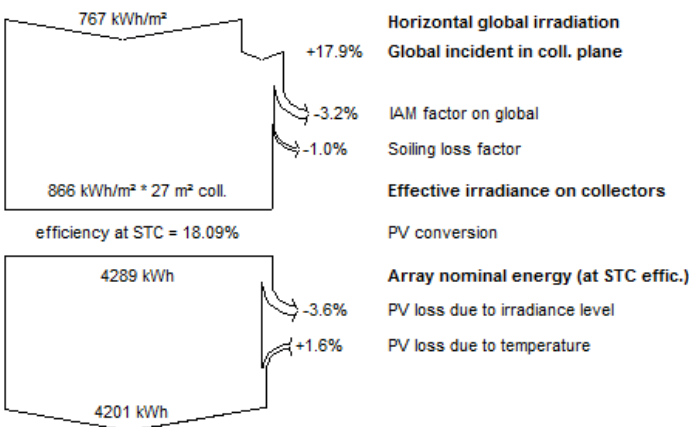 767 kWh/m² Horizontal global irradiation
+17.9% Global incident in coll. plane
-3.2% IAM factor on global
-1.0% Soiling loss factor
866 kWh/m² * 27 m² coll. Effective irradiance on collectors
efficiency at STC = 18.09% PV conversion
4289 kWh Array nominal energy (at STC effic.)
-3.6% PV loss due to irradiance level
+1.6% PV loss due to temperature
4201 kWh